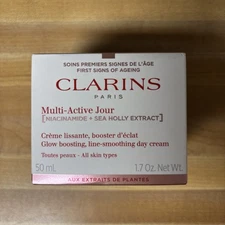 SOINS PREMIERS SIGNES DE L'ÂGE
FIRST SIGNS OF AGEING
CLARINS
PARIS
Multi-Active Jour
[NIACINAMIDE + SEA HOLLY EXTRACT]
Crème lissante, booster d'éclat
Glow boosting, line-smoothing day cream
Toutes peaux - All skin types
50 mL 1.7 Oz. Net Wt.
AUX EXTRAITS DE PLANTES